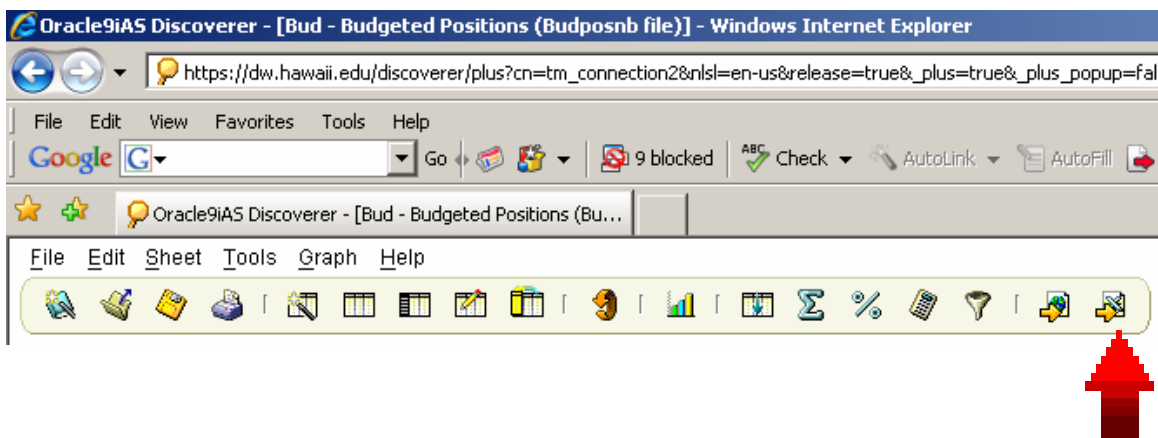 Oracle9iAS Discoverer - [Bud - Budgeted Positions (Budposnb file)] - Windows Internet Explorer
https://dw.hawaii.edu/discoverer/plus?cn=tm_connection2&nlsl=en-us&release=true&_plus=true&_plus_popup=fal
File Edit View Favorites Tools Help
Google G Go 9 blocked ABC Check AutoLink AutoFill
Oracle9iAS Discoverer - [Bud - Budgeted Positions (Bu...
File Edit Sheet Tools Graph Help